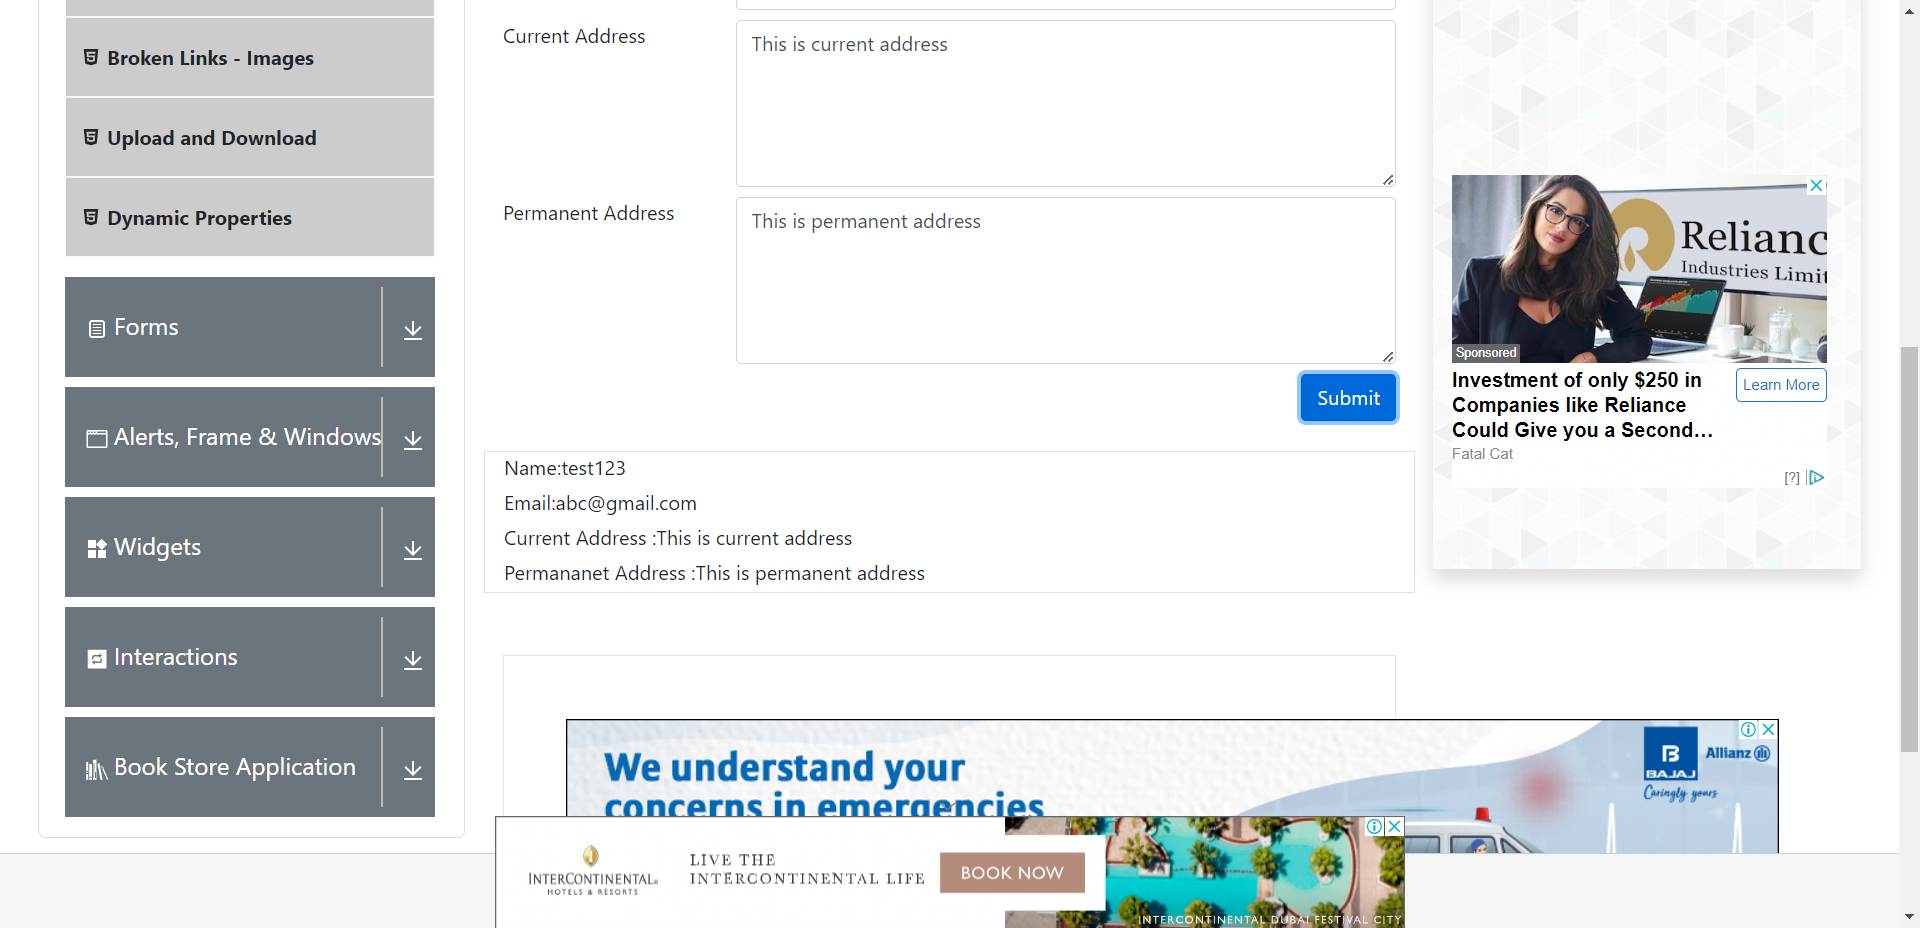 Broken Links - Images
Upload and Download
Dynamic Properties
Forms
Alerts, Frame & Windows
Widgets
Interactions
Book Store Application
Current Address
This is current address
Permanent Address
This is permanent address
Submit
Name:test123
Email:abc@gmail.com
Current Address :This is current address
Permananet Address :This is permanent address
Relianc
Industries Limit
Sponsored
Investment of only $250 in
Companies like Reliance
Could Give you a Second...
Learn More
Fatal Cat
[?]
We understand your
concerns in emergencies
B
BAJAJ
Allianz
Caringly yours
INTERCONTINENTAL
HOTELS & RESORTS
LIVE THE
INTERCONTINENTAL LIFE
BOOK NOW
INTERCONTINENTAL DUBAI FESTIVAL CITY